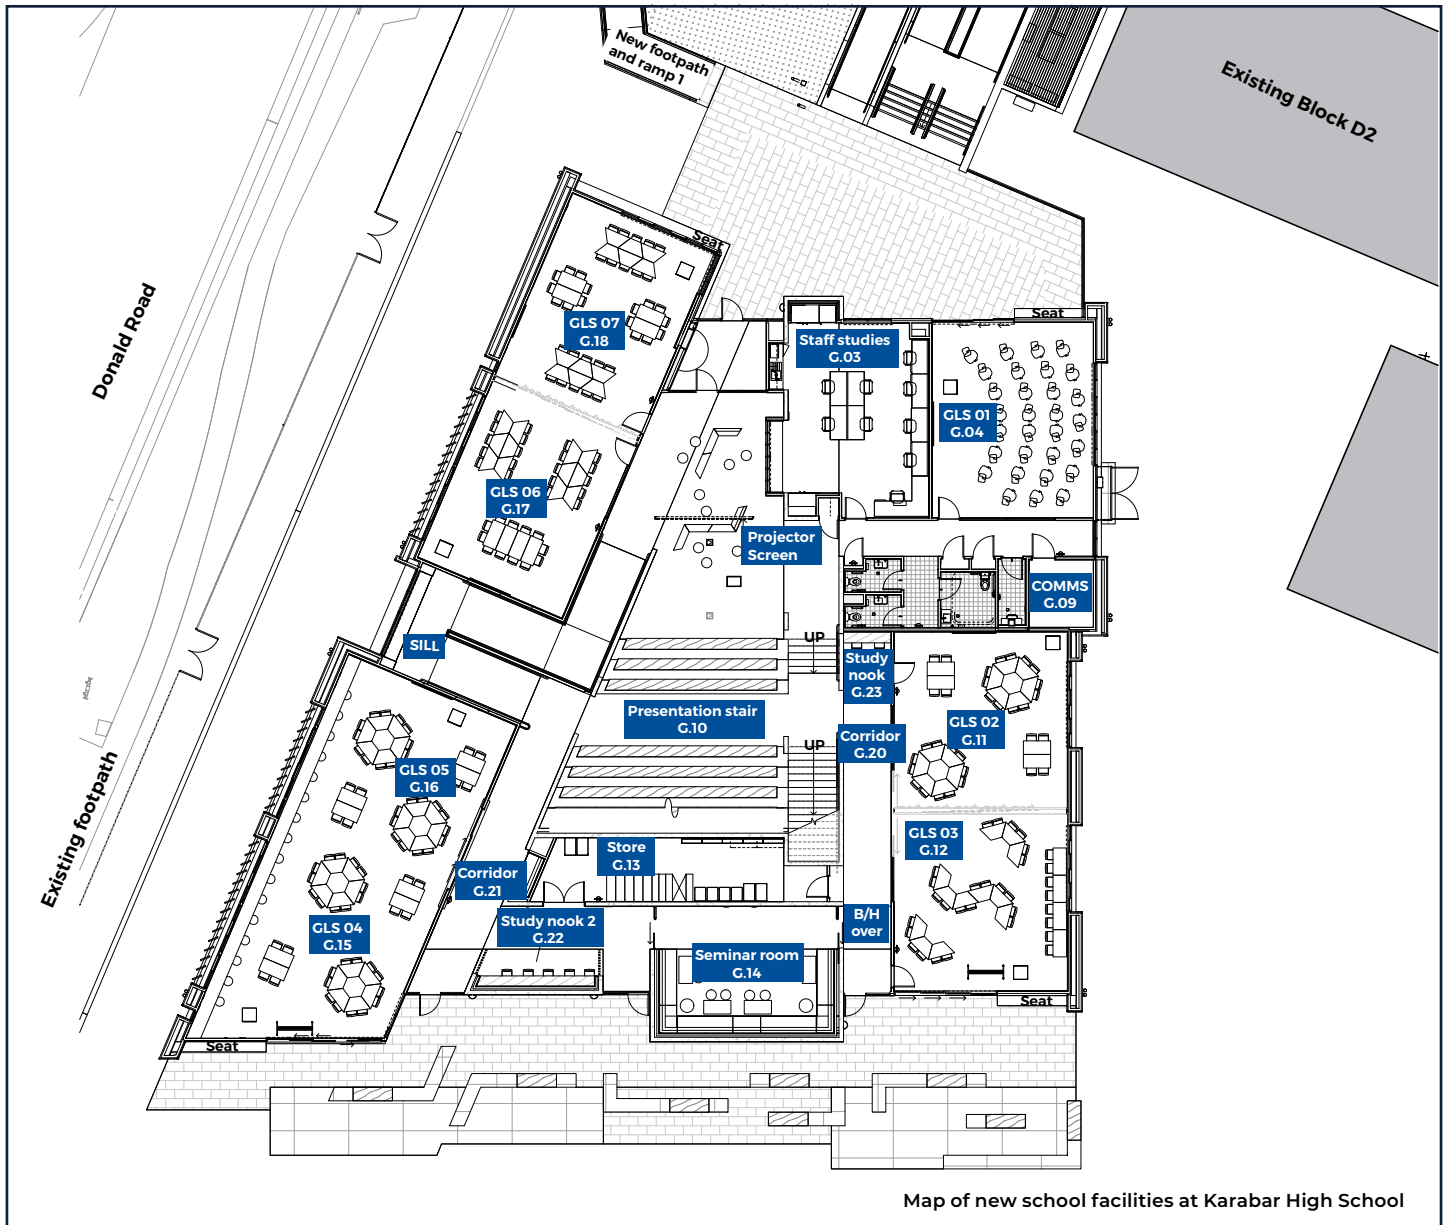 New footpath
and ramp 1
Existing Block D2
Donald Road
Seat
GLS 07
G.18
Staff studies
G.03
Seat
GLS 01
G.04
GLS 06
G.17
Projector
Screen
COMMS
G.09
SILL
UP
Study
nook
G.23
Presentation stair
G.10
GLS 02
G.11
Corridor
G.20
UP
GLS 05
G.16
Existing footpath
GLS 03
G.12
Store
G.13
Corridor
G.21
GLS 04
G.15
Study nook 2
G.22
B/H
over
Seminar room
G.14
Seat
Seat
Map of new school facilities at Karabar High School